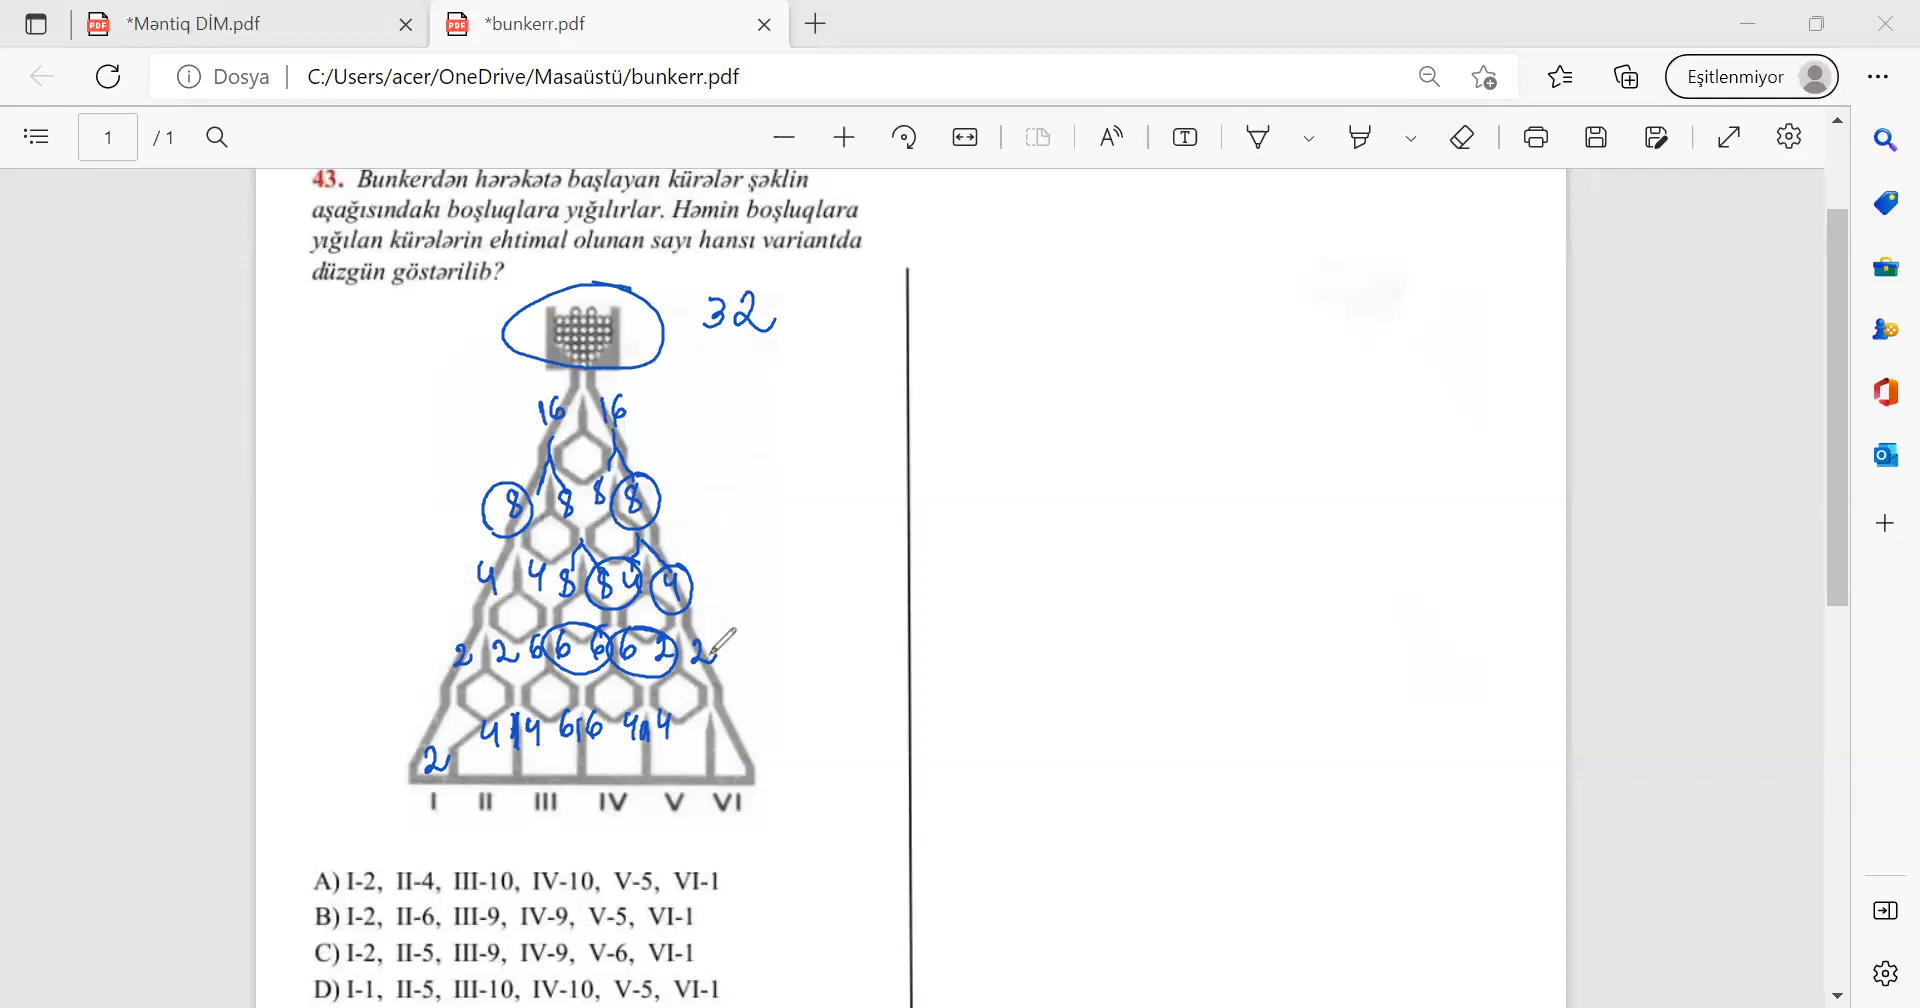 *Məntiq DİM.pdf
*bunkerr.pdf
Dosya
C:/Users/acer/OneDrive/Masaüstü/bunkerr.pdf
Eşitlenmiyor
1 / 1
43. Bunkerdən hərəkətə başlayan kürələr şəklin
aşağısındakı boşluqlara yığılırlar. Həmin boşluqlara
yığılan kürələrin ehtimal olunan sayı hansı variantda
düzgün göstərilib?
32
16 16
8 8 8 8
4 4 8 8 4 4
2 2 6 6 6 6 2 2
4 4 6 6 4 4
2
I II III IV V VI
A) I-2, II-4, III-10, IV-10, V-5, VI-1
B) I-2, II-6, III-9, IV-9, V-5, VI-1
C) I-2, II-5, III-9, IV-9, V-6, VI-1
D) I-1, II-5, III-10, IV-10, V-5, VI-1